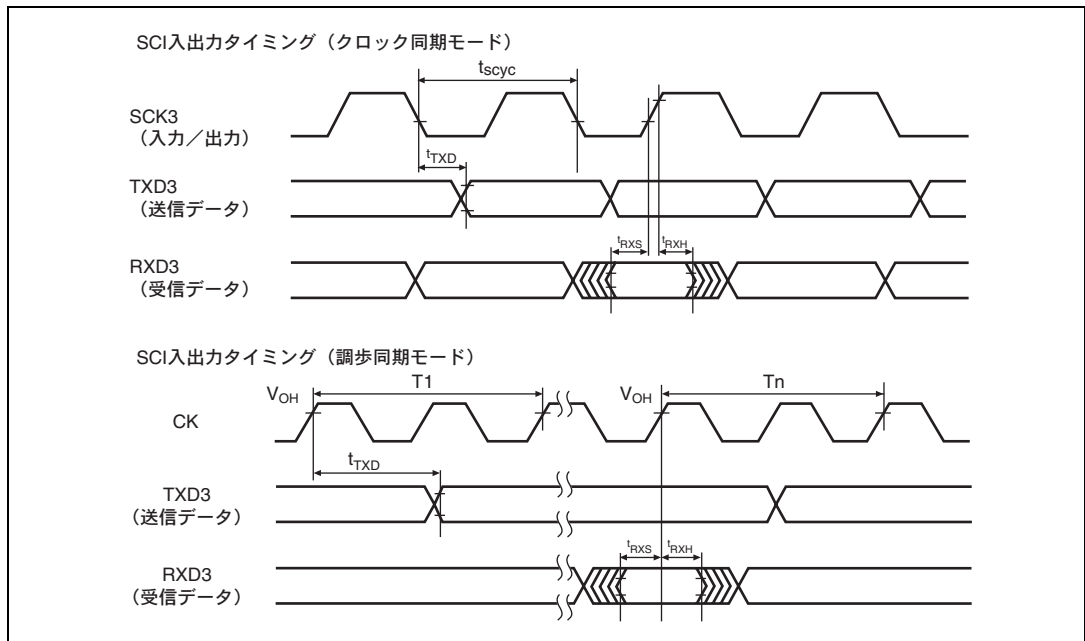 SCI入出力タイミング（クロック同期モード）
tscyc
SCK3
（入力／出力）
tTXD
TXD3
（送信データ）
tRXS
tRXH
RXD3
（受信データ）
SCI入出力タイミング（調歩同期モード）
VOH
T1
VOH
Tn
CK
tTXD
TXD3
（送信データ）
tRXS
tRXH
RXD3
（受信データ）